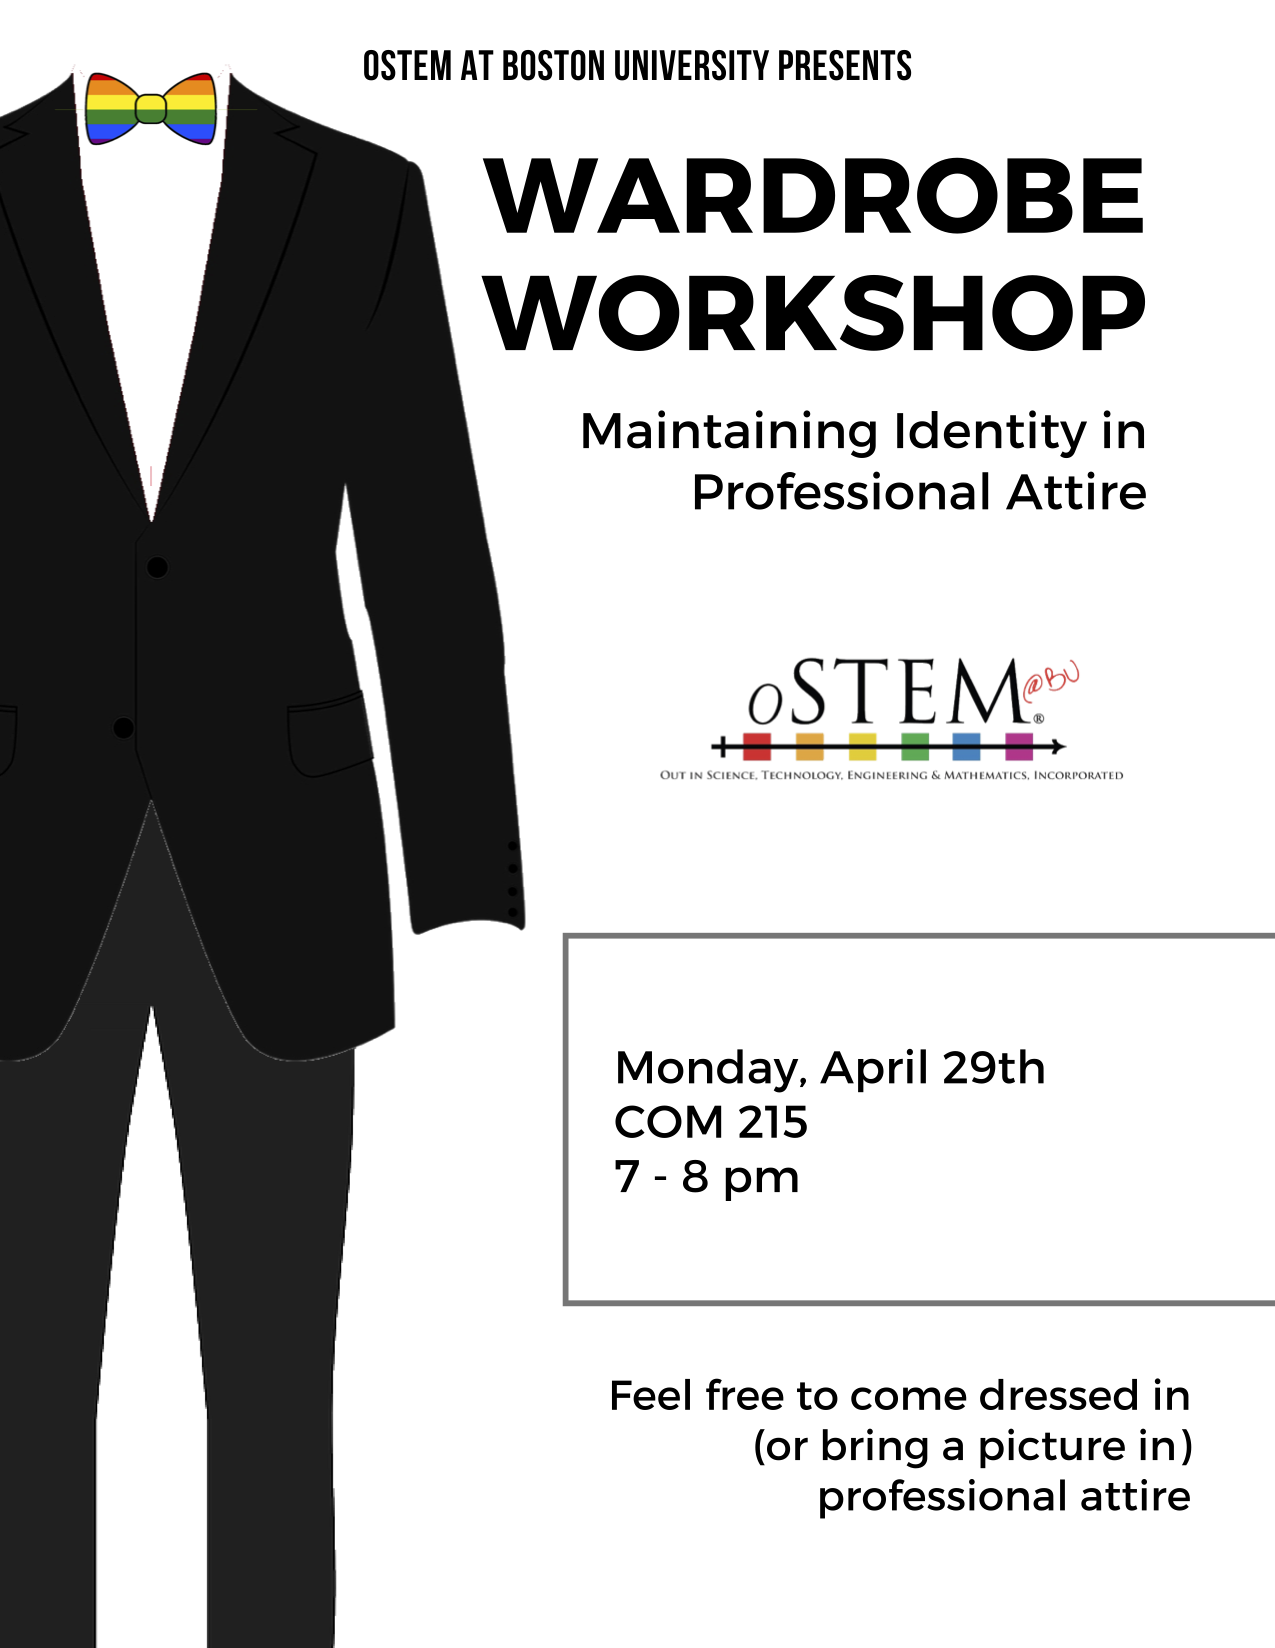 OSTEM AT BOSTON UNIVERSITY PRESENTS
WARDROBE
WORKSHOP
Maintaining Identity in
Professional Attire
oSTEM® @BU
OUT IN SCIENCE, TECHNOLOGY, ENGINEERING & MATHEMATICS, INCORPORATED
Monday, April 29th
COM 215
7 - 8 pm
Feel free to come dressed in
(or bring a picture in)
professional attire